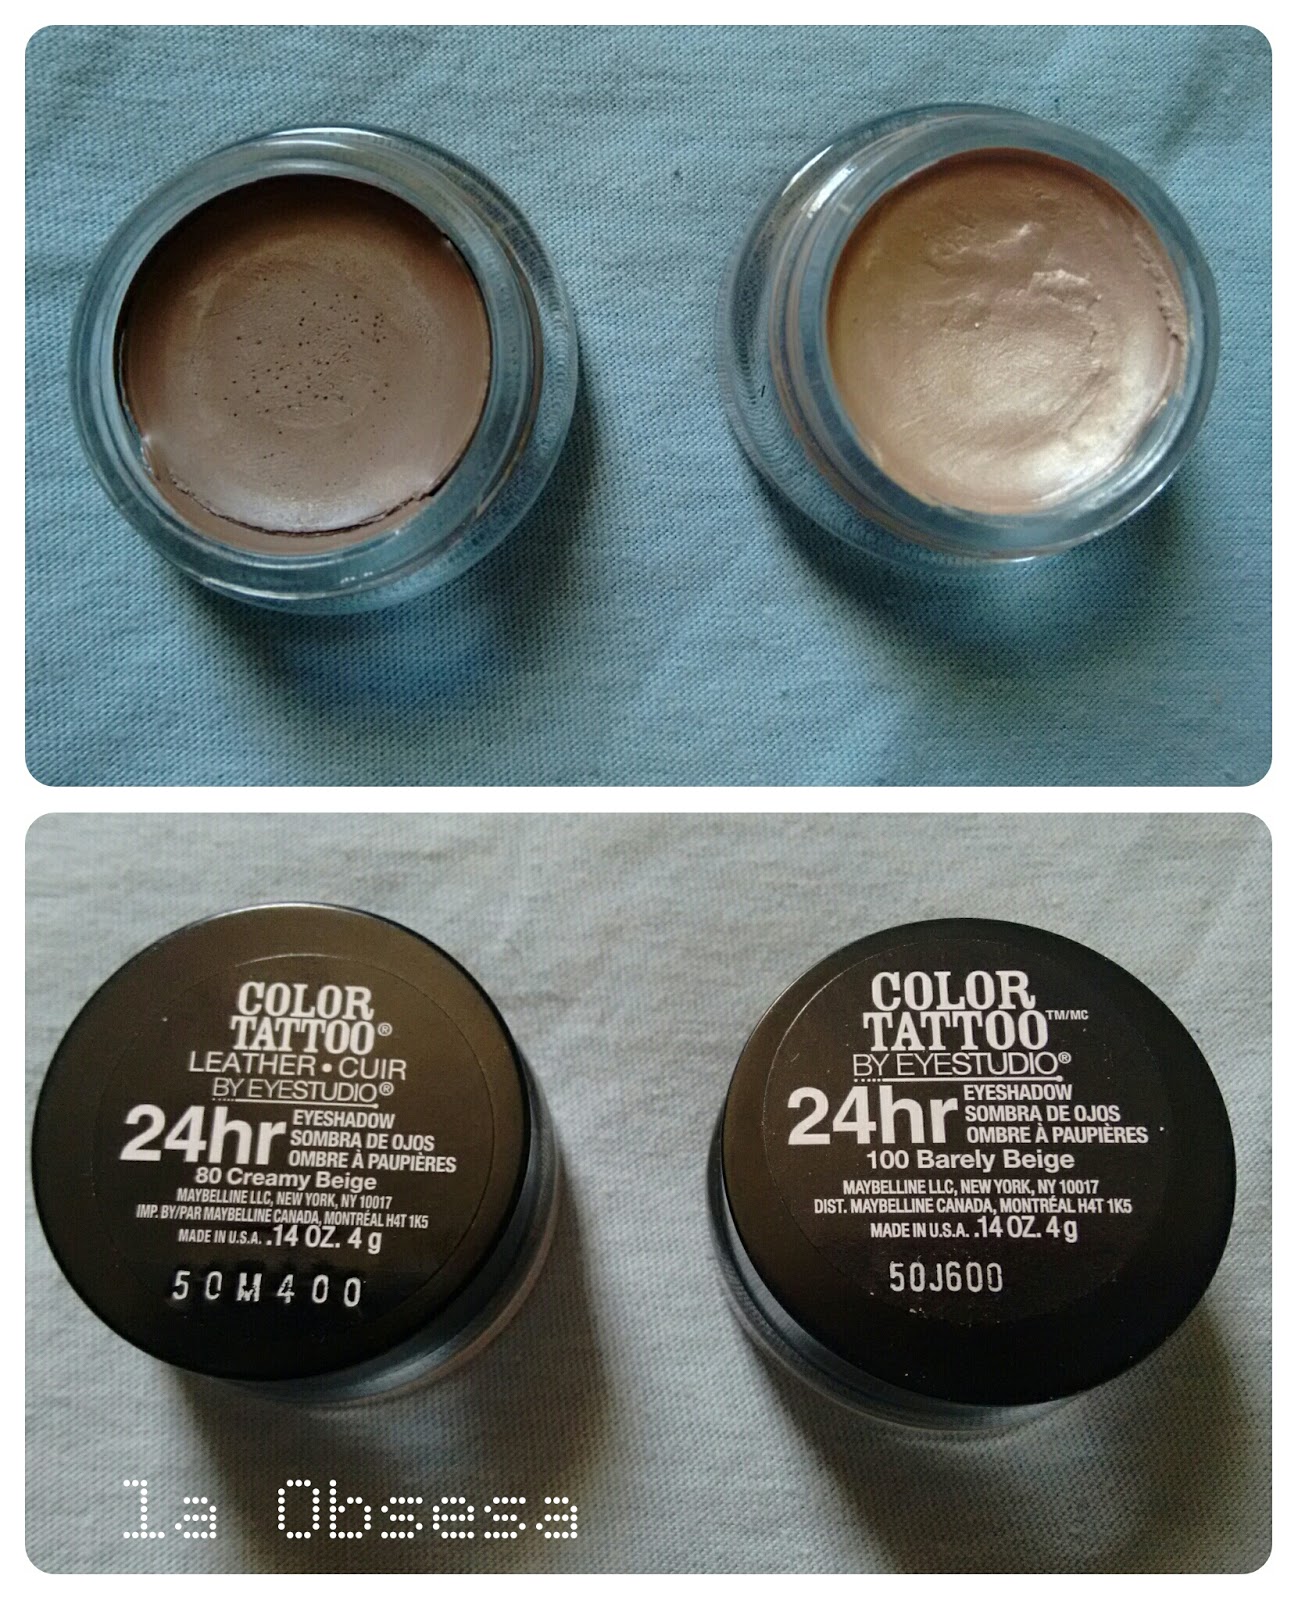 COLOR
TATTOO®
LEATHER • CUIR
BY EYESTUDIO®
24hr EYESHADOW
SOMBRA DE OJOS
OMBRE À PAUPIÈRES
80 Creamy Beige
MAYBELLINE LLC, NEW YORK, NY 10017
IMP. BY/PAR MAYBELLINE CANADA, MONTRÉAL H4T 1K5
MADE IN U.S.A. .14 OZ. 4 g
50M400
COLOR
TATTOO™/MC
BY EYESTUDIO®
24hr EYESHADOW
SOMBRA DE OJOS
OMBRE À PAUPIÈRES
100 Barely Beige
MAYBELLINE LLC, NEW YORK, NY 10017
DIST. MAYBELLINE CANADA, MONTRÉAL H4T 1K5
MADE IN U.S.A. .14 OZ. 4 g
50J600
la Obsesa